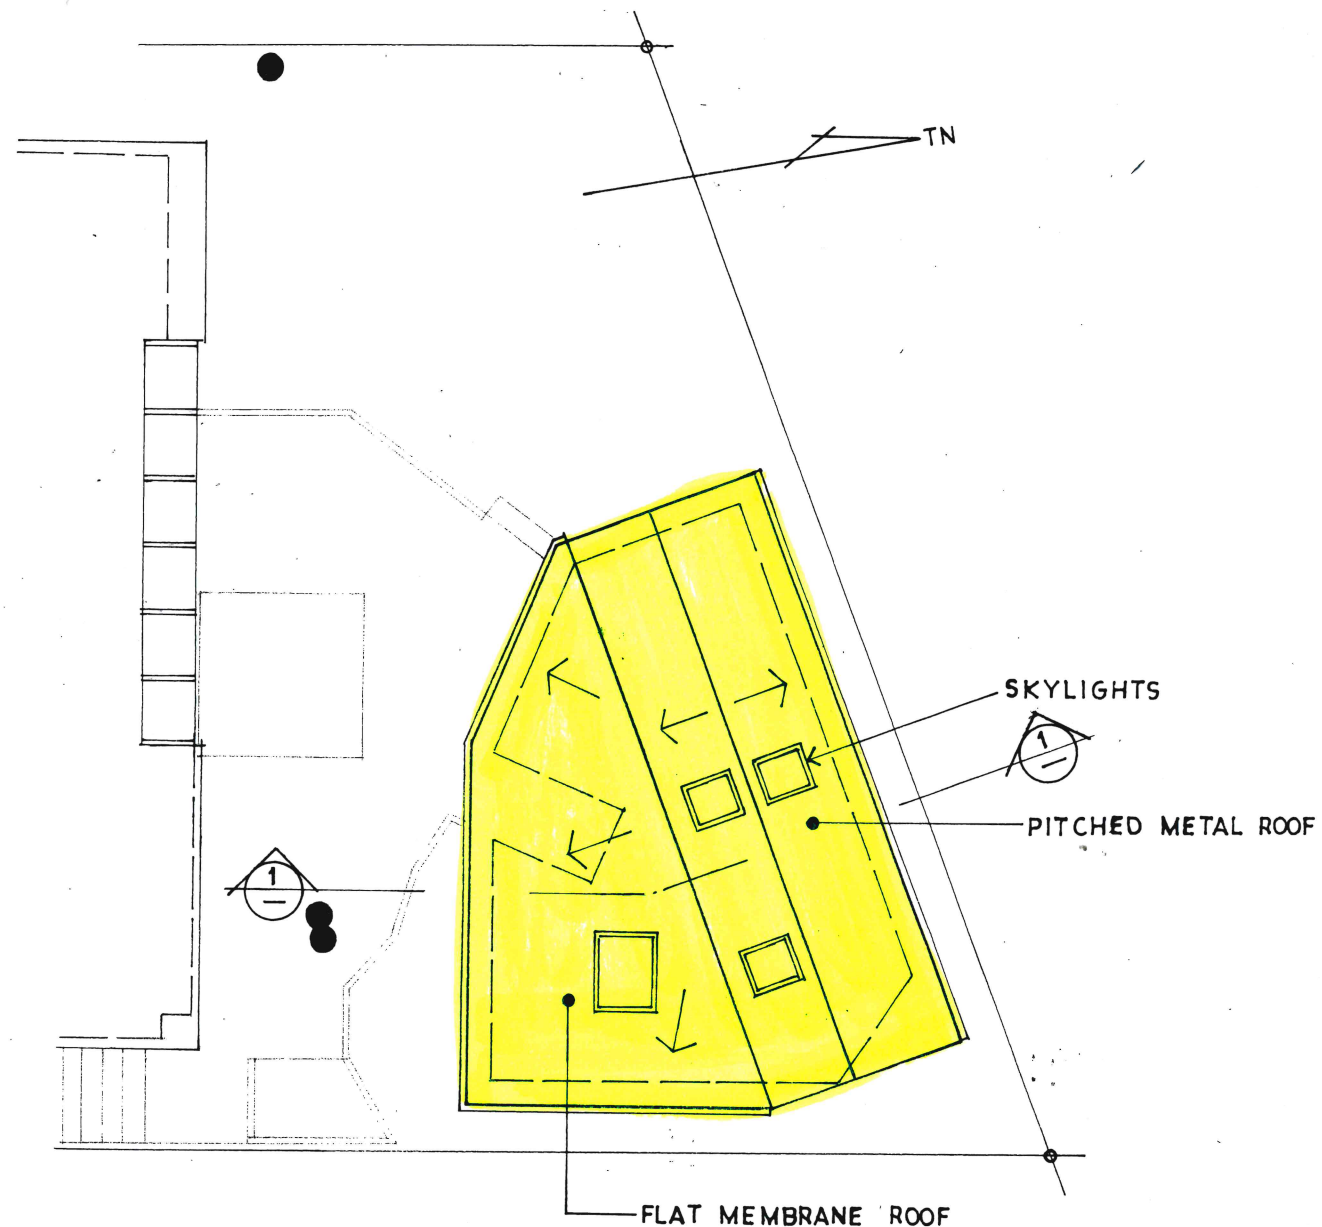 TN
SKYLIGHTS
1
PITCHED METAL ROOF
1
FLAT MEMBRANE ROOF